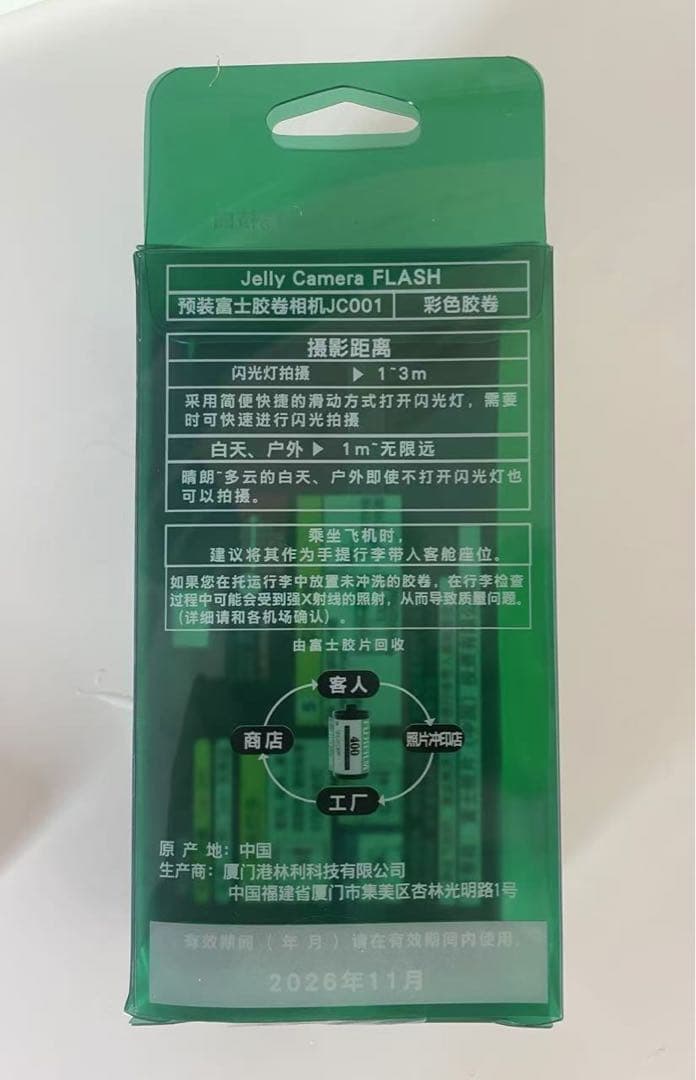 Jelly Camera FLASH
预装富士胶卷相机JC001 彩色胶卷
摄影距离
闪光灯拍摄 ▶ 1~3m
采用简便快捷的滑动方式打开闪光灯，需要
时可快速进行闪光拍摄
白天、户外 ▶ 1m~无限远
晴朗~多云的白天、户外即使不打开闪光灯也
可以拍摄。
乘坐飞机时，
建议将其作为手提行李带人客舱座位。
如果您在托运行李中放置未冲洗的胶卷，在行李检查
过程中可能会受到强X射线的照射，从而导致质量问题。
（详细请和各机场确认）。
由富士胶片回收
客人
商店
400
照片冲印店
工厂
原 产 地：中国
生产商：厦门港林利科技有限公司
中国福建省厦门市集美区杏林光明路1号
有效期间（年月）请在有效期间内使用.
2026年11月